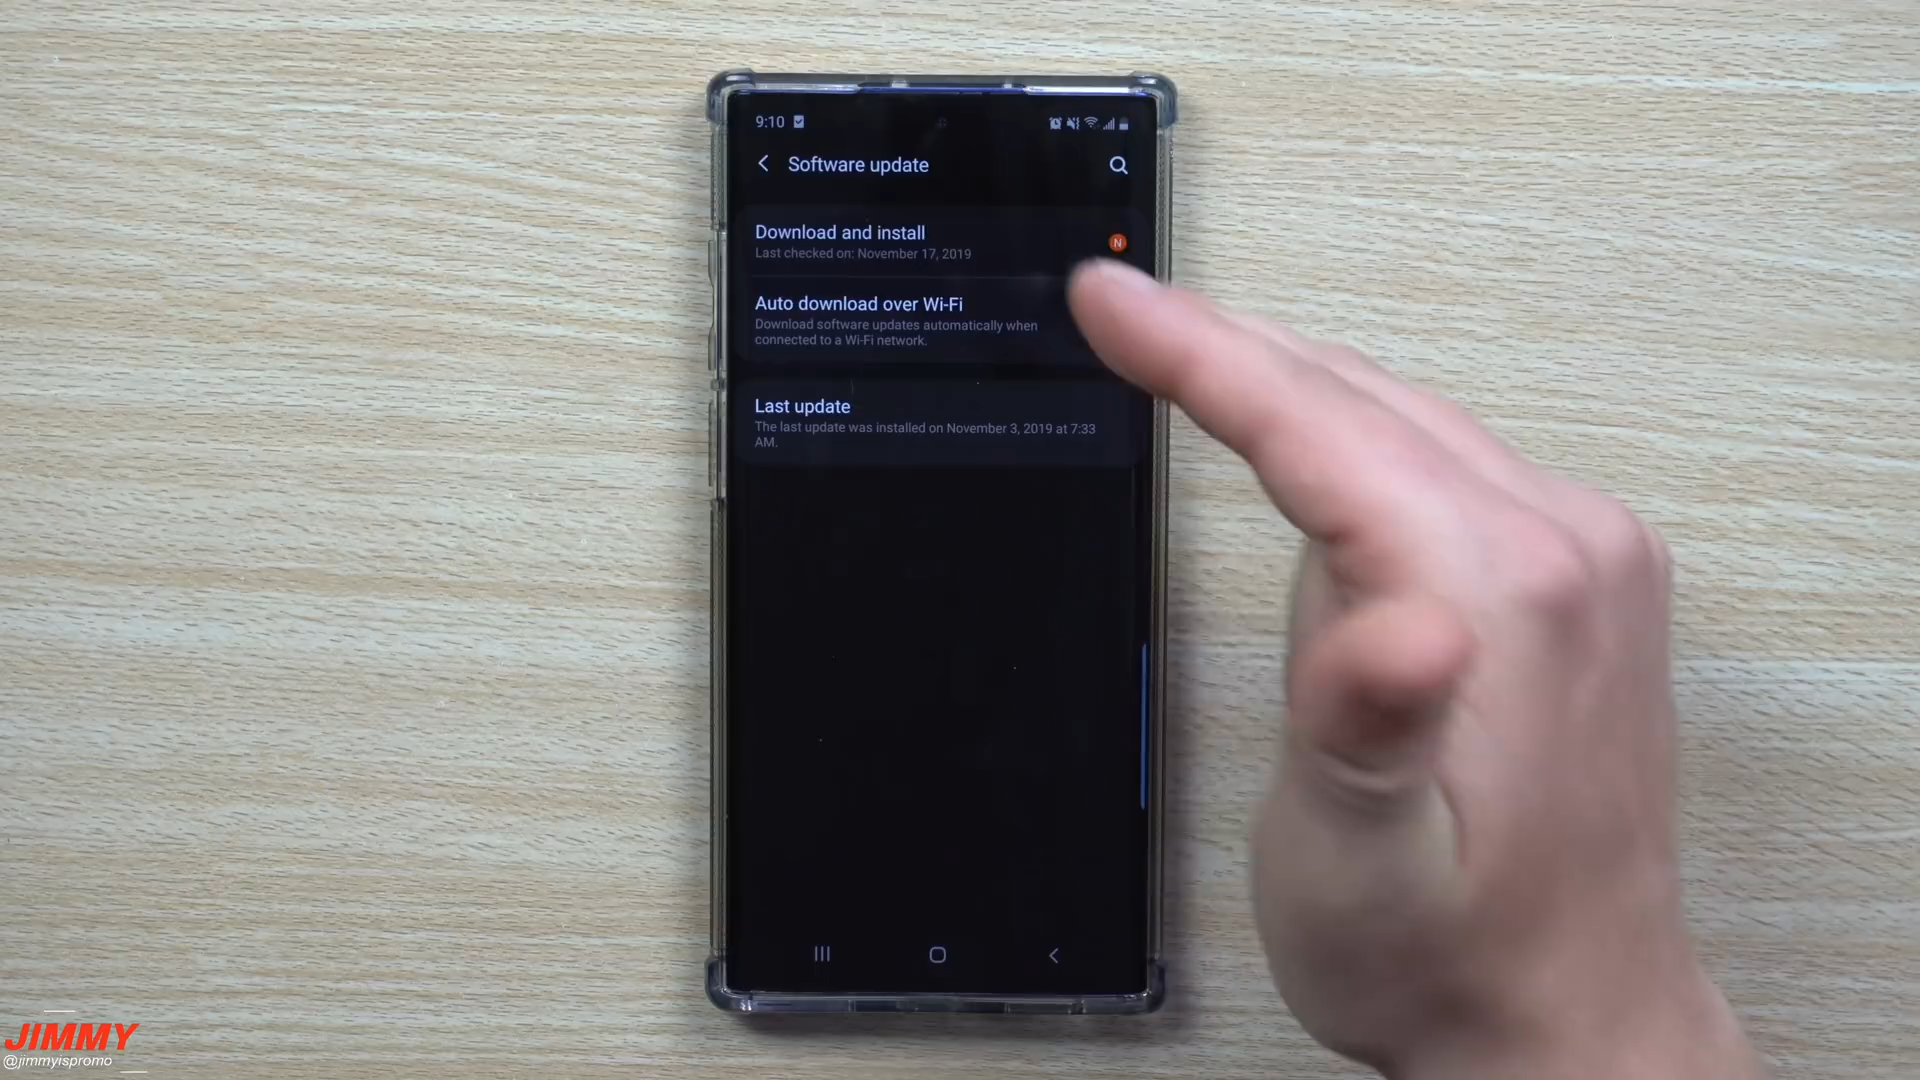 9:10
Software update
Download and install
N
Last checked on: November 17, 2019
Auto download over Wi-Fi
Download software updates automatically when
connected to a Wi-Fi network.
Last update
The last update was installed on November 3, 2019 at 7:33
AM.
JIMMY
@jimmyispromo